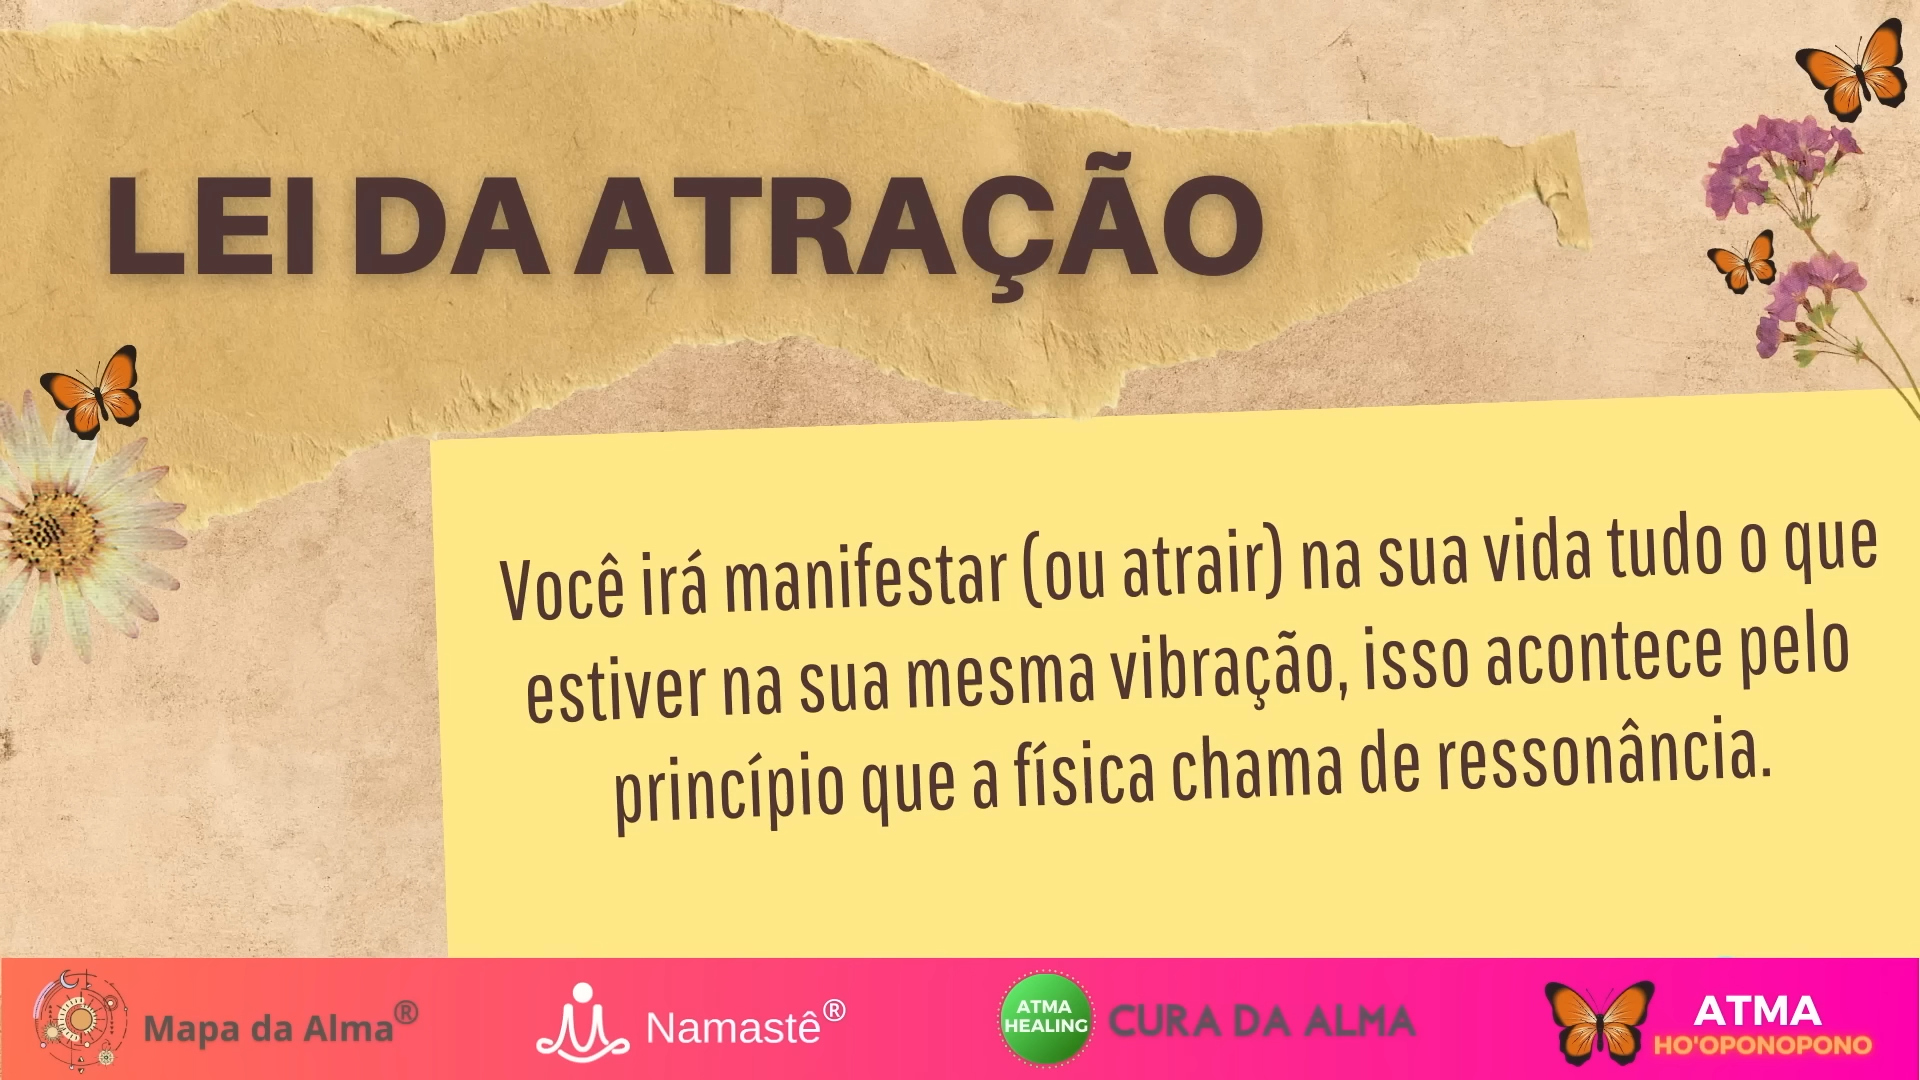 LEI DA ATRAÇÃO
Você irá manifestar (ou atrair) na sua vida tudo o que
estiver na sua mesma vibração, isso acontece pelo
princípio que a física chama de ressonância.
Mapa da Alma®
Namastê®
ATMA
HEALING
CURA DA ALMA
ATMA
HO'OPONOPONO